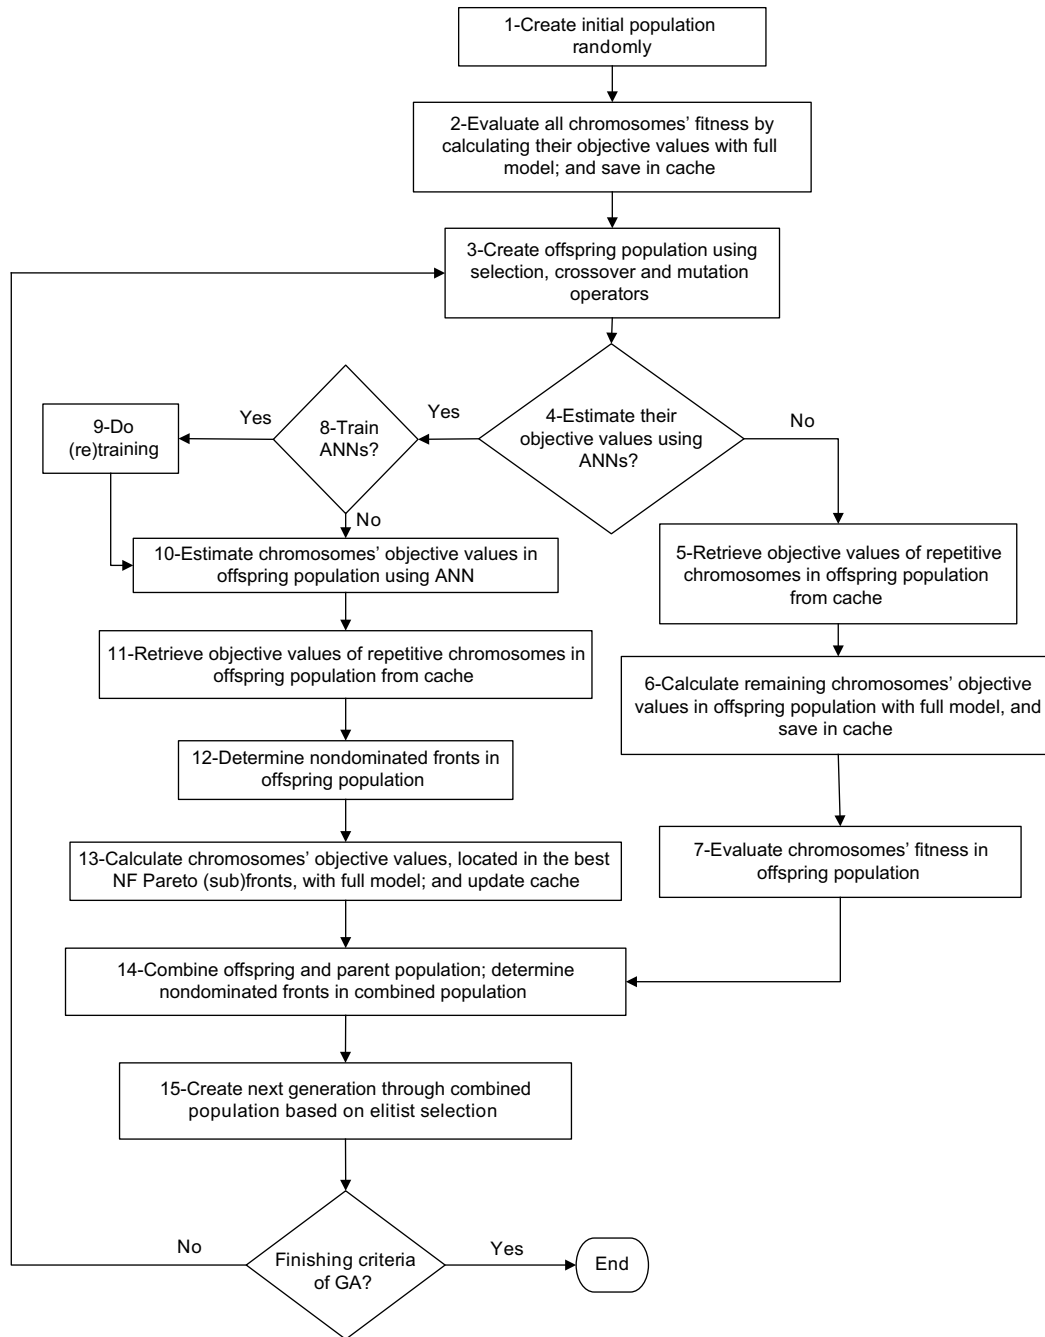 1-Create initial population
randomly
2-Evaluate all chromosomes’ fitness by
calculating their objective values with full
model; and save in cache
3-Create offspring population using
selection, crossover and mutation
operators
4-Estimate their
objective values using
ANNs?
Yes
No
8-Train
ANNs?
Yes
No
9-Do
(re)training
10-Estimate chromosomes’ objective values in
offspring population using ANN
11-Retrieve objective values of repetitive chromosomes in
offspring population from cache
12-Determine nondominated fronts in
offspring population
13-Calculate chromosomes’ objective values, located in the best
NF Pareto (sub)fronts, with full model; and update cache
5-Retrieve objective values of repetitive
chromosomes in offspring population
from cache
6-Calculate remaining chromosomes’ objective
values in offspring population with full model, and
save in cache
7-Evaluate chromosomes’ fitness in
offspring population
14-Combine offspring and parent population; determine
nondominated fronts in combined population
15-Create next generation through combined
population based on elitist selection
Finishing criteria
of GA?
No
Yes
End